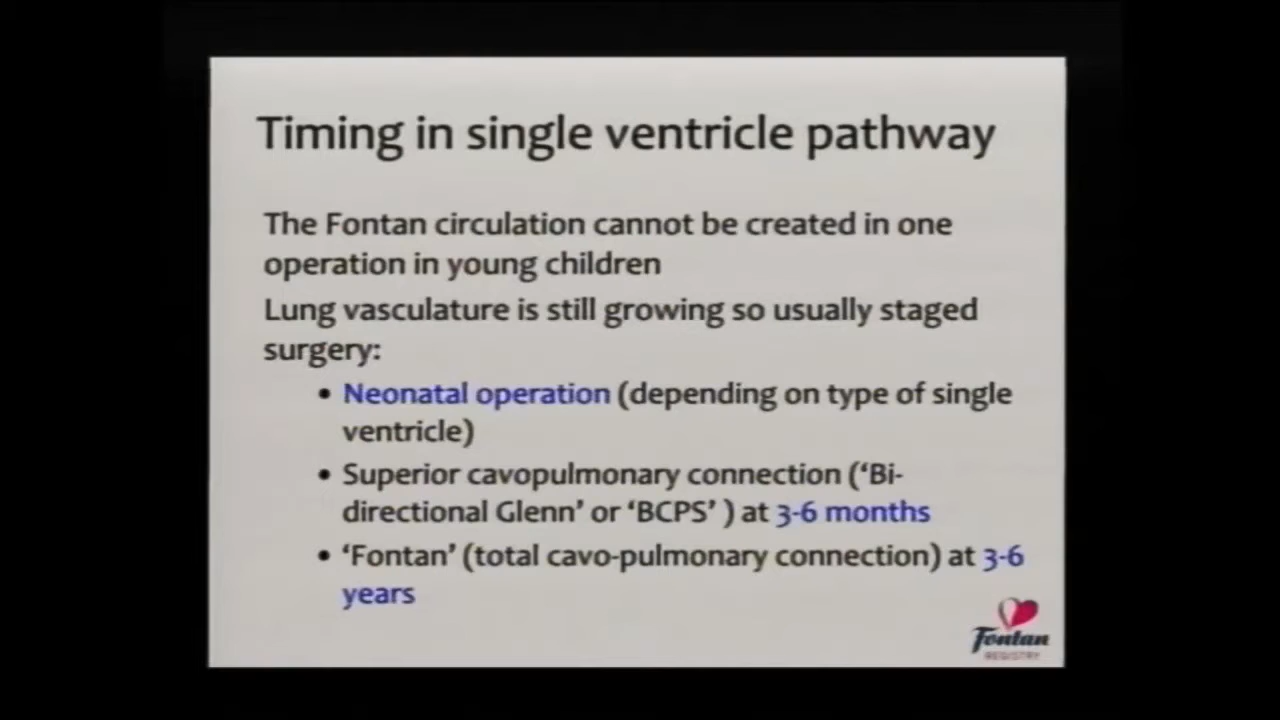 Timing in single ventricle pathway
The Fontan circulation cannot be created in one
operation in young children
Lung vasculature is still growing so usually staged
surgery:
• Neonatal operation (depending on type of single
ventricle)
• Superior cavopulmonary connection (‘Bi-
directional Glenn’ or ‘BCPS’ ) at 3-6 months
• ‘Fontan’ (total cavo-pulmonary connection) at 3-6
years
Fontan
REGISTRY